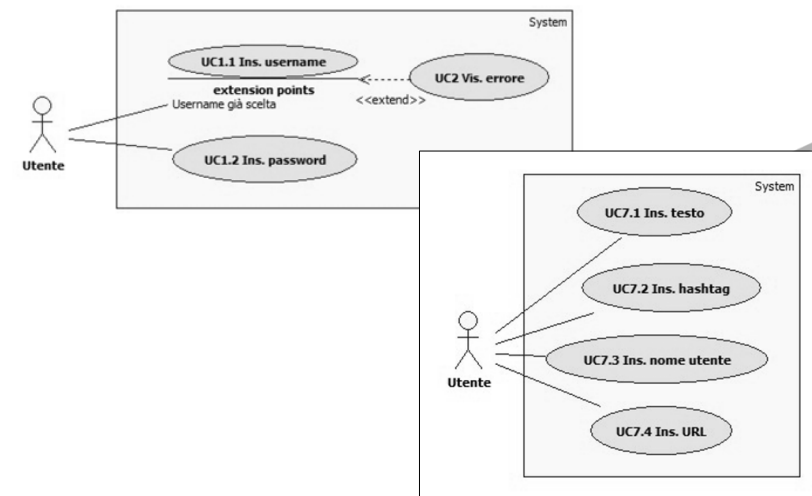 System
UC1.1 Ins. username
extension points
Username già scelta
UC2 Vis. errore
<<extend>>
Utente
UC1.2 Ins. password
System
UC7.1 Ins. testo
UC7.2 Ins. hashtag
UC7.3 Ins. nome utente
Utente
UC7.4 Ins. URL